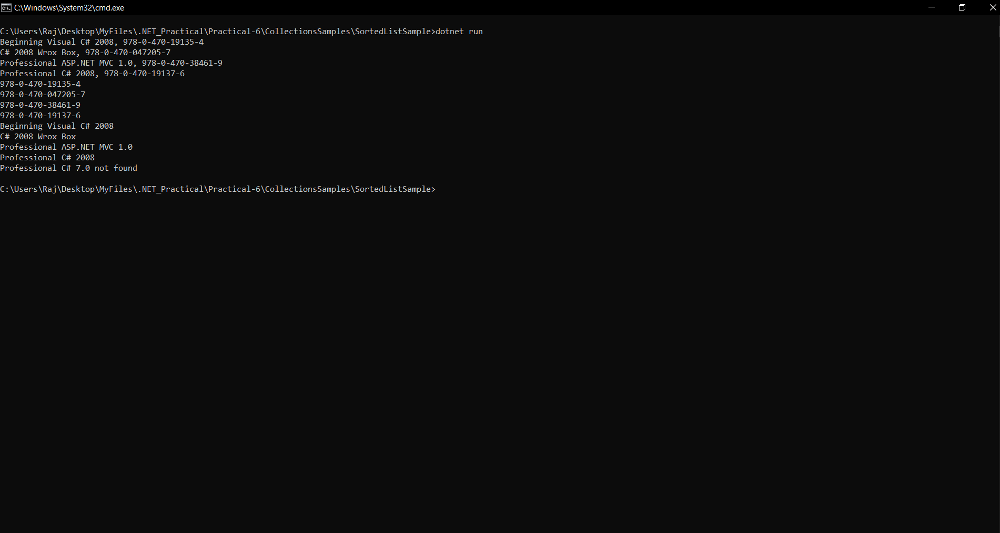 C:\Windows\System32\cmd.exe
C:\Users\Raj\Desktop\MyFiles\.NET_Practical\Practical-6\CollectionsSamples\SortedListSample>dotnet run
Beginning Visual C# 2008, 978-0-470-19135-4
C# 2008 Wrox Box, 978-0-470-047205-7
Professional ASP.NET MVC 1.0, 978-0-470-38461-9
Professional C# 2008, 978-0-470-19137-6
978-0-470-19135-4
978-0-470-047205-7
978-0-470-38461-9
978-0-470-19137-6
Beginning Visual C# 2008
C# 2008 Wrox Box
Professional ASP.NET MVC 1.0
Professional C# 2008
Professional C# 7.0 not found
C:\Users\Raj\Desktop\MyFiles\.NET_Practical\Practical-6\CollectionsSamples\SortedListSample>